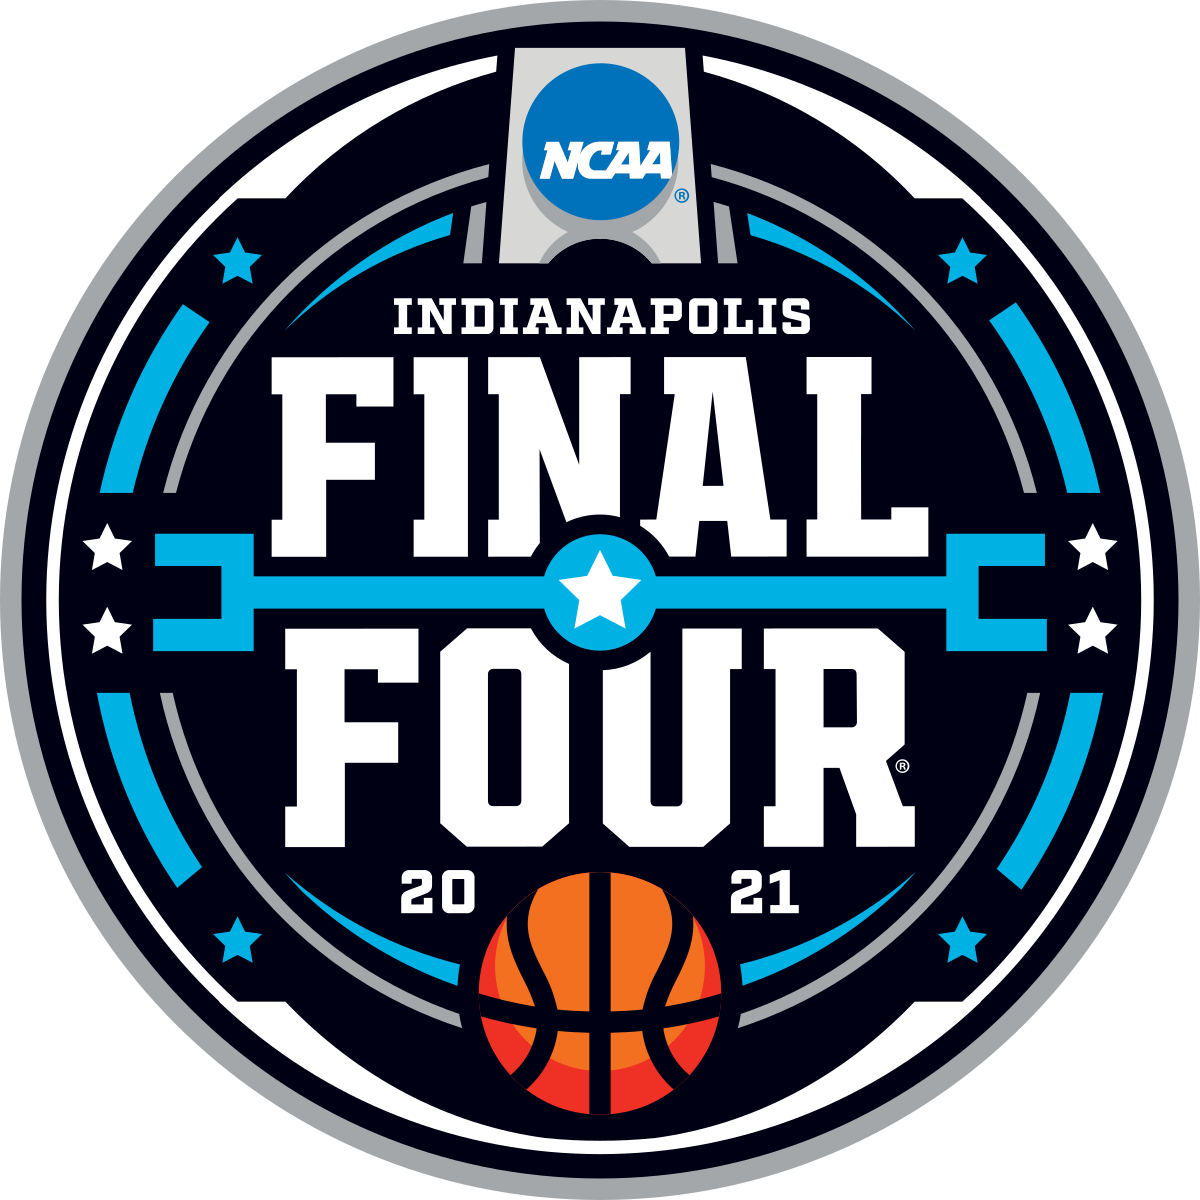 NCAA
®
INDIANAPOLIS
FINAL
FOUR®
20 21